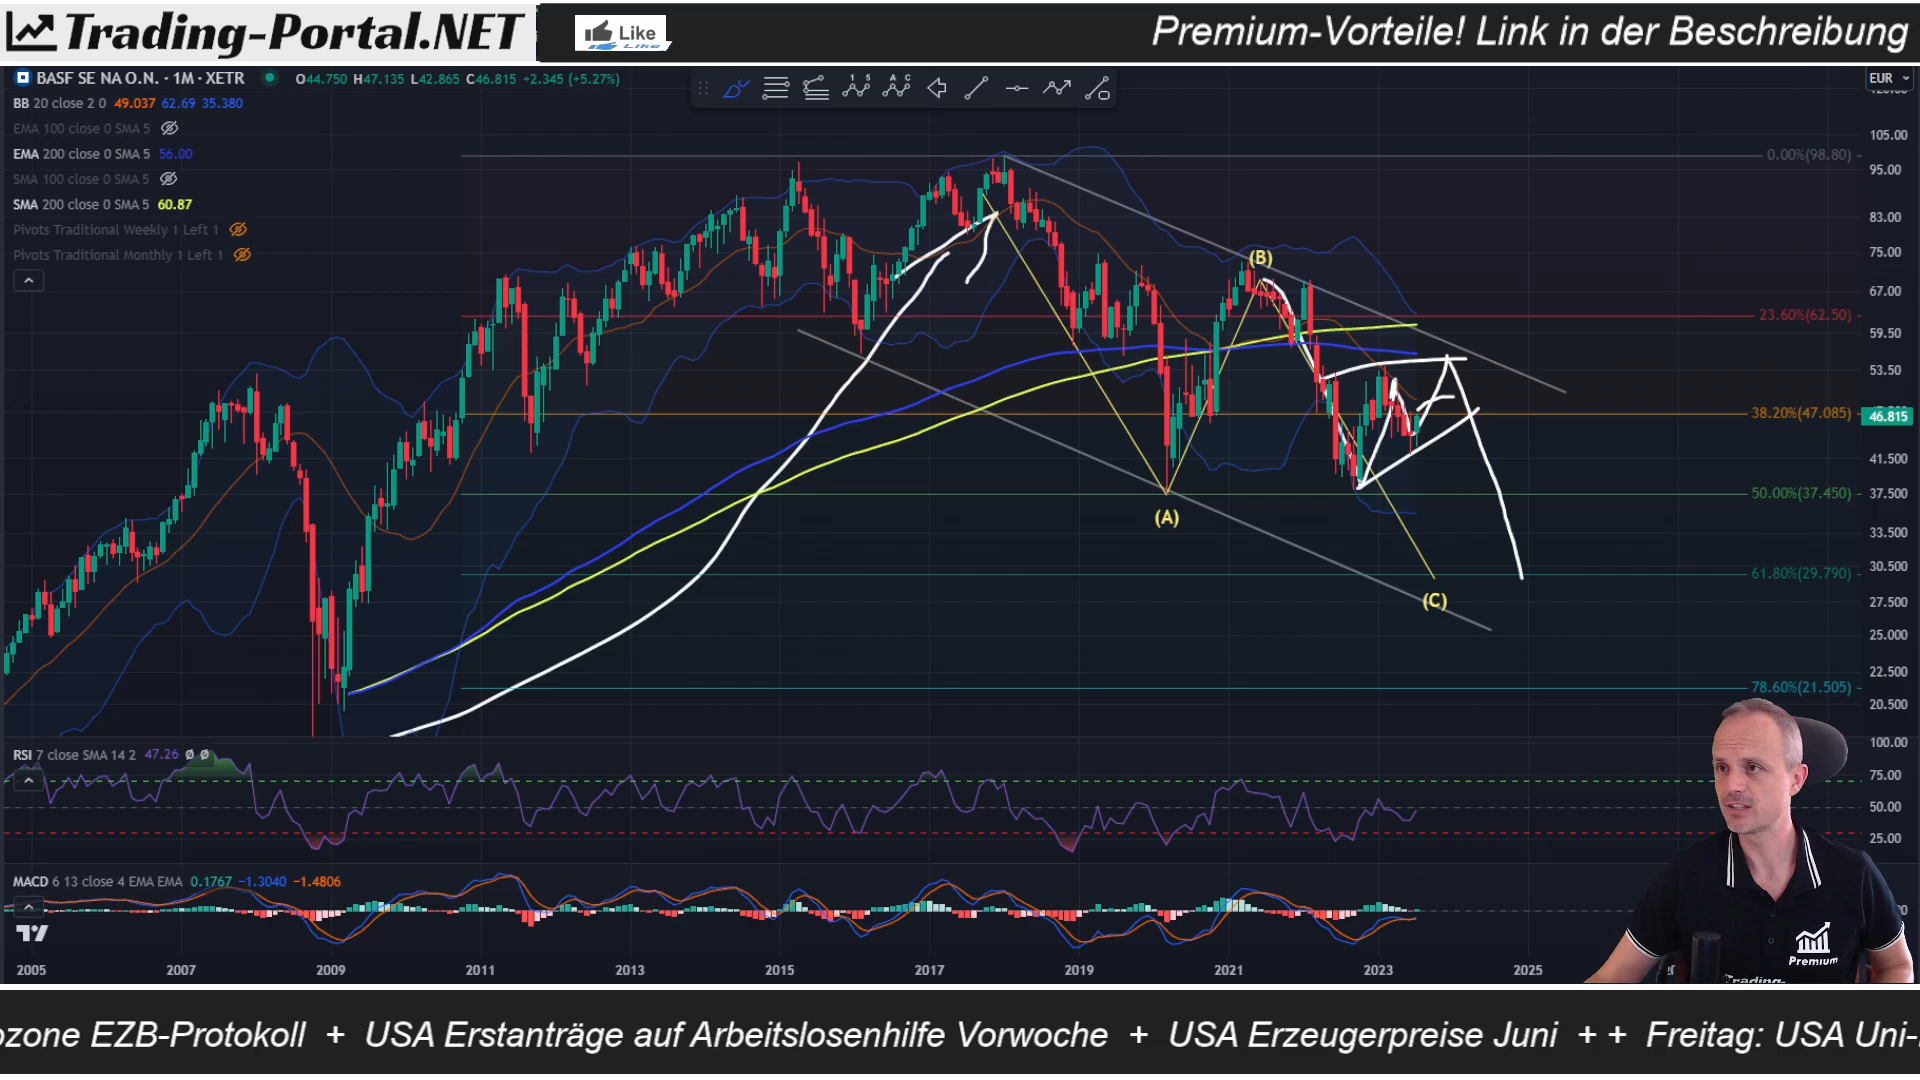 Trading-Portal.NET
Like
Like
Premium-Vorteile! Link in der Beschreibung
BASF SE NA O.N. · 1M · XETR
O44.750 H47.135 L42.865 C46.815 +2.345 (+5.27%)
BB 20 close 2 0 49.037 62.69 35.380
EMA 100 close 0 SMA 5
EMA 200 close 0 SMA 5 56.00
SMA 100 close 0 SMA 5
SMA 200 close 0 SMA 5 60.87
Pivots Traditional Weekly 1 Left 1
Pivots Traditional Monthly 1 Left 1
1 5
A C
EUR
105.00
0.00%(98.80)
95.00
83.00
75.00
(B)
67.00
23.60%(62.50)
59.50
53.50
38.20%(47.085)
46.815
41.500
50.00%(37.450)
37.500
(A)
33.500
30.500
61.80%(29.790)
(C)
27.500
25.000
22.500
78.60%(21.505)
20.500
RSI 7 close SMA 14 2 47.26 Ø Ø
100.00
75.00
50.00
25.00
MACD 6 13 close 4 EMA EMA 0.1767 −1.3040 −1.4806
2005 2007 2009 2011 2013 2015 2017 2019 2021 2023 2025
Premium
Trading-
ozone EZB-Protokoll + USA Erstanträge auf Arbeitslosenhilfe Vorwoche + USA Erzeugerpreise Juni + + Freitag: USA Uni-